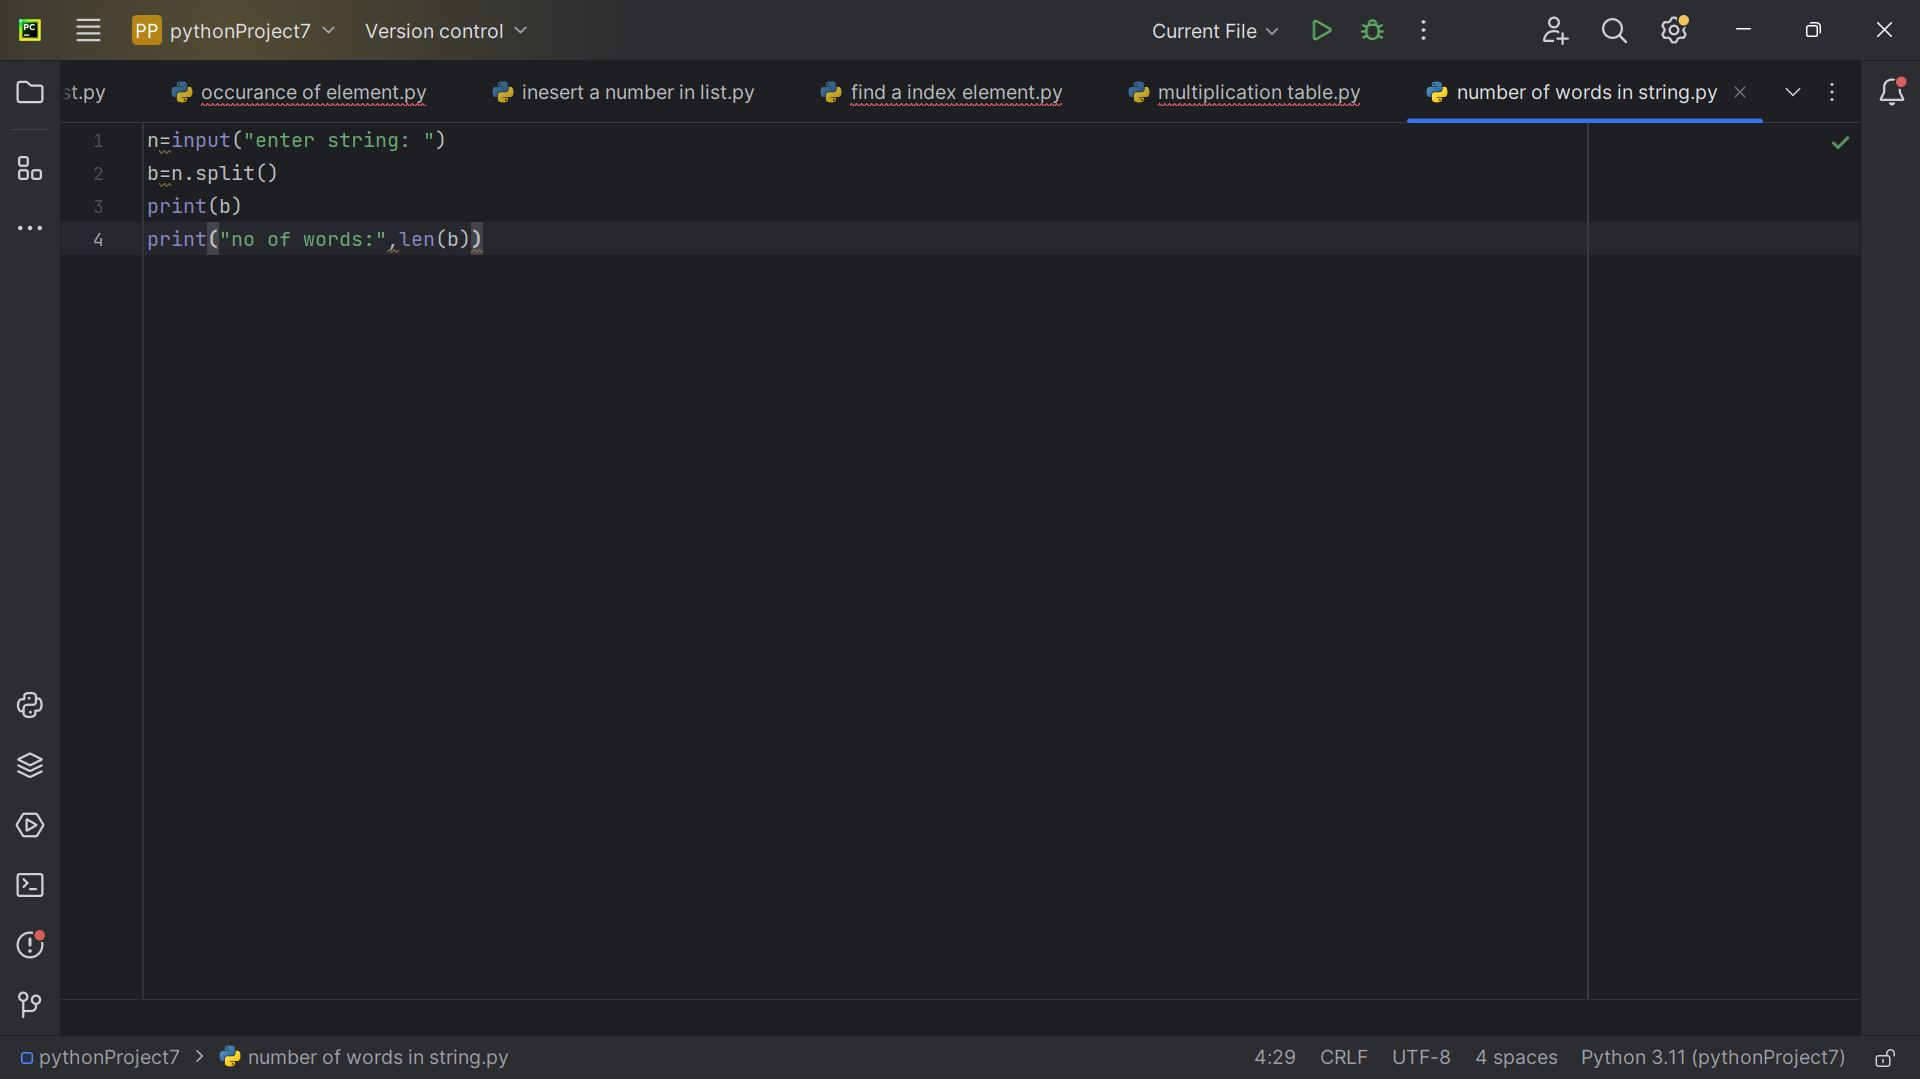 PC
PP pythonProject7 Version control Current File
st.py occurance of element.py inesert a number in list.py find a index element.py multiplication table.py number of words in string.py
1 n=input("enter string: ")
2 b=n.split()
3 print(b)
4 print("no of words:",len(b))
pythonProject7 > number of words in string.py 4:29 CRLF UTF-8 4 spaces Python 3.11 (pythonProject7)